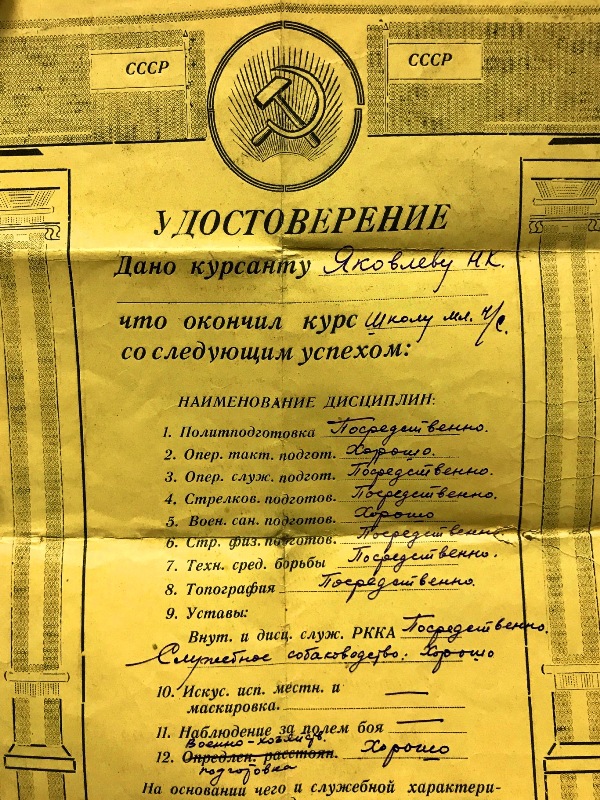 СССР СССР
УДОСТОВЕРЕНИЕ
Дано курсанту Яковлеву НК.
что окончил курс Школу мл. н/с.
со следующим успехом:
НАИМЕНОВАНИЕ ДИСЦИПЛИН:
1. Политподготовка Посредственно.
2. Опер. такт. подгот. Хорошо.
3. Опер. служ. подгот. Посредственно.
4. Стрелков. подготов. Посредственно.
5. Воен. сан. подготов. Хорошо
6. Стр. физ. подготов. Посредственно
7. Техн. сред. борьбы Посредственно.
8. Топография Посредственно.
9. Уставы:
Внут. и дисц. служ. РККА Посредственно.
Служебное собаководство. Хорошо
10. Искус. исп. местн. и —
маскировка.
11. Наблюдение за полем боя —
Военно-хозяйств.
12. Определен. расстоян. Хорошо
подготовка
На основании чего и служебной характери-